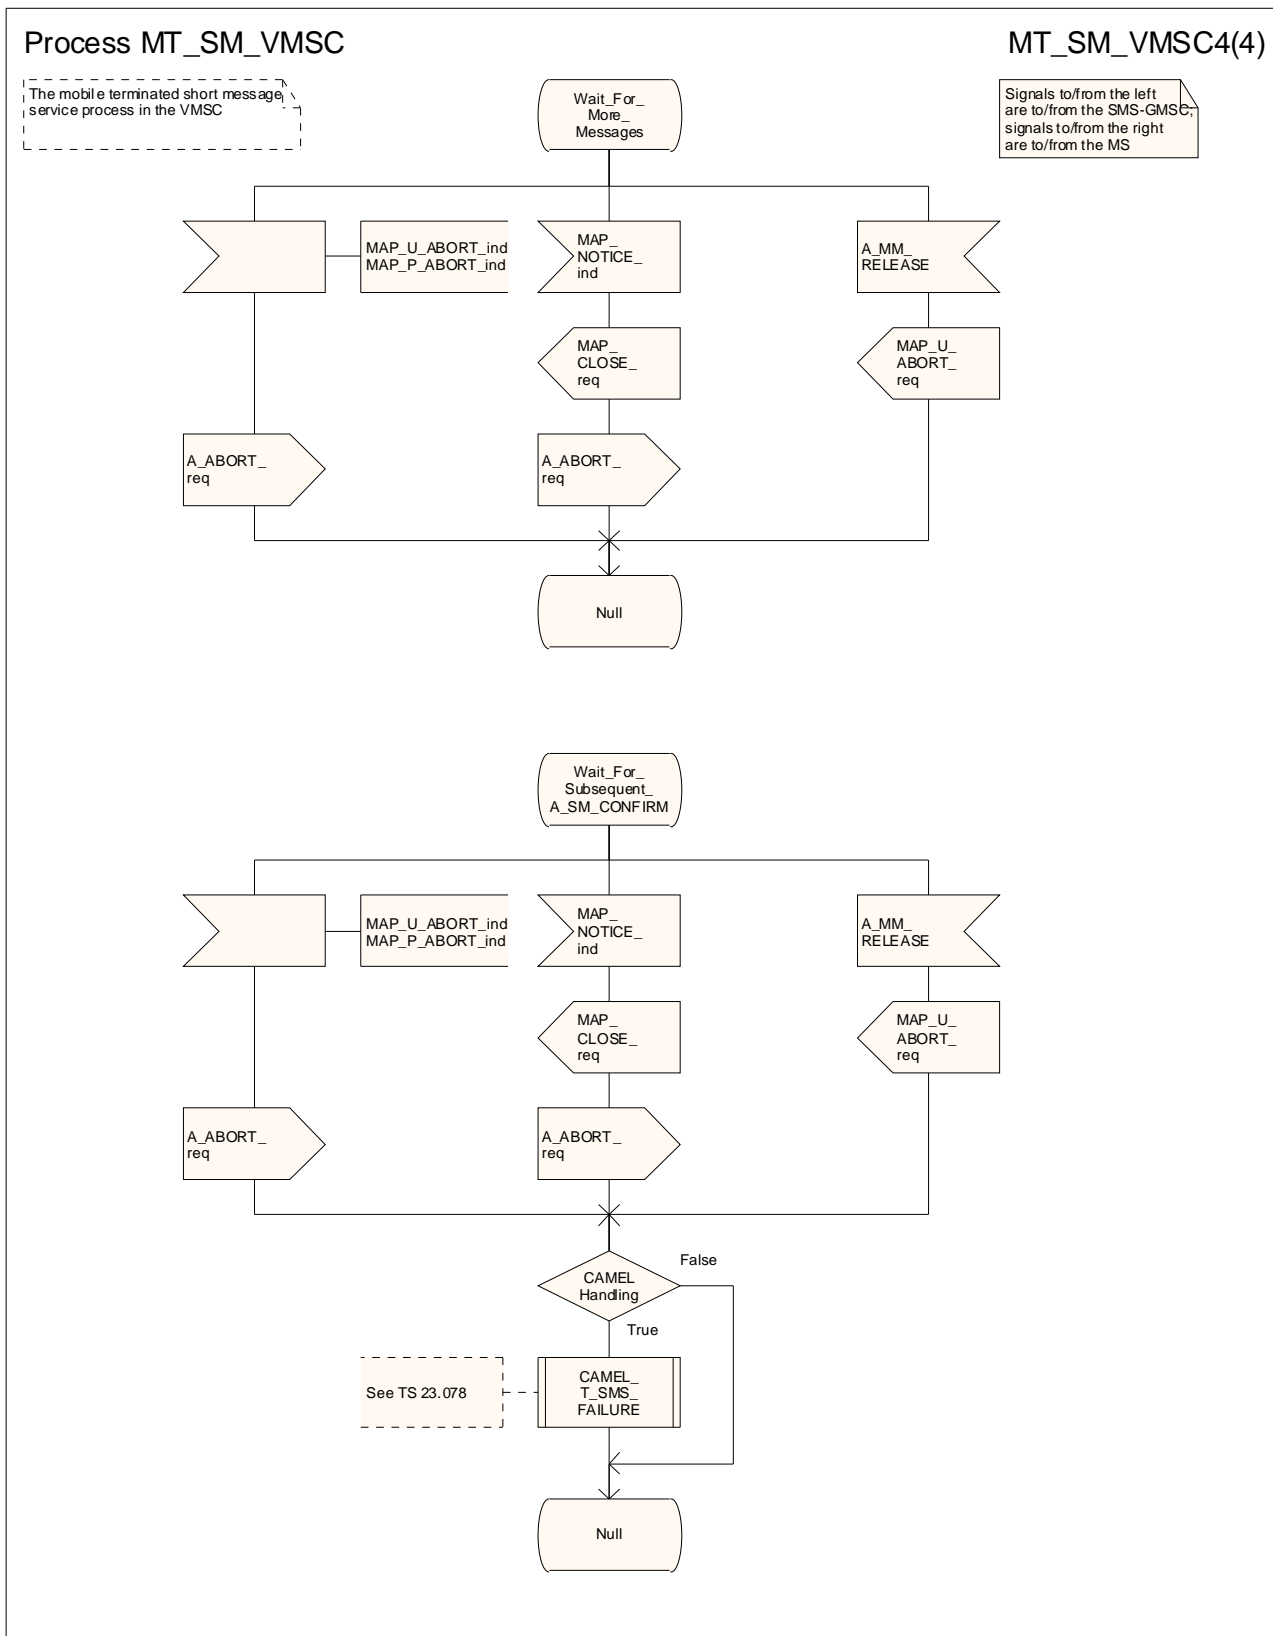 Process MT_SM_VMSC
MT_SM_VMSC4(4)
The mobile terminated short message
service process in the VMSC
Signals to/from the left
are to/from the SMS-GMSC;
signals to/from the right
are to/from the MS
Wait_For_
More_
Messages
MAP_U_ABORT_ind
MAP_P_ABORT_ind
MAP_
NOTICE_
ind
A_MM_
RELEASE
MAP_
CLOSE_
req
MAP_U_
ABORT_
req
A_ABORT_
req
A_ABORT_
req
Null
Wait_For_
Subsequent_
A_SM_CONFIRM
MAP_U_ABORT_ind
MAP_P_ABORT_ind
MAP_
NOTICE_
ind
A_MM_
RELEASE
MAP_
CLOSE_
req
MAP_U_
ABORT_
req
A_ABORT_
req
A_ABORT_
req
False
CAMEL
Handling
True
See TS 23.078
CAMEL_
T_SMS_
FAILURE
Null